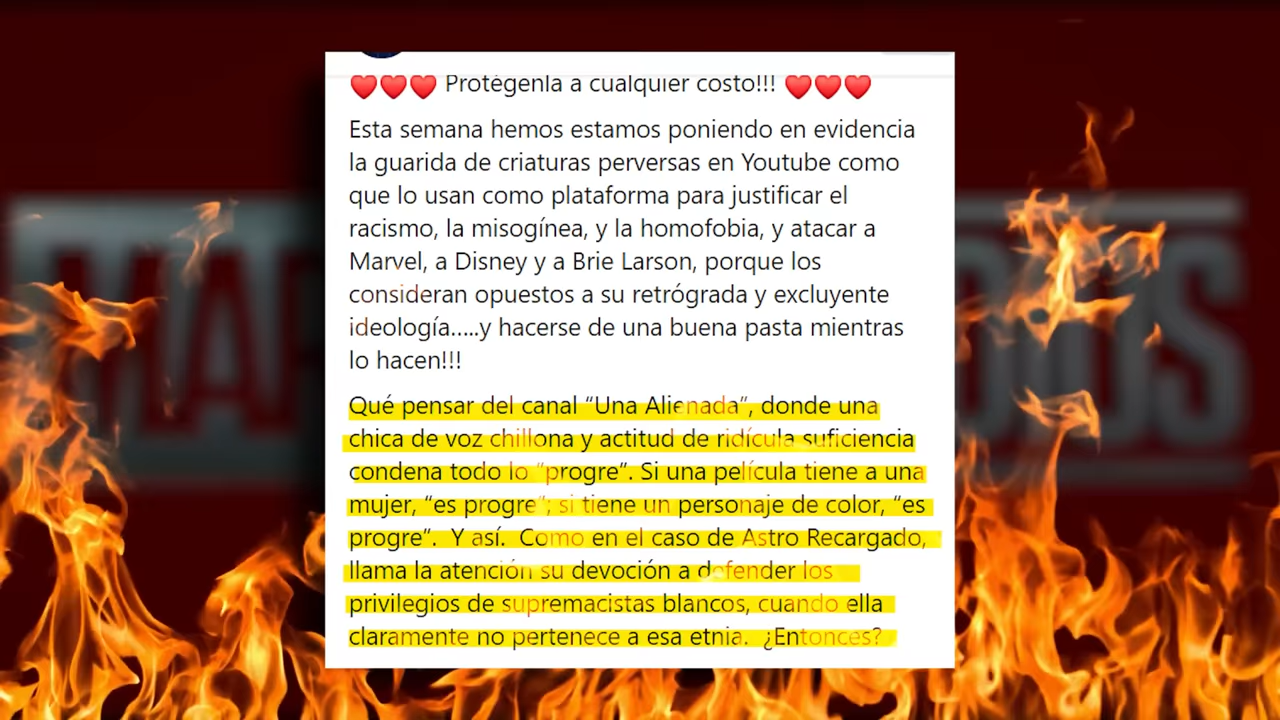 ❤️❤️❤️ Protégenla a cualquier costo!!! ❤️❤️❤️
Esta semana hemos estamos poniendo en evidencia
la guarida de criaturas perversas en Youtube como
que lo usan como plataforma para justificar el
racismo, la misogínea, y la homofobia, y atacar a
Marvel, a Disney y a Brie Larson, porque los
consideran opuestos a su retrógrada y excluyente
ideología.....y hacerse de una buena pasta mientras
lo hacen!!!
Qué pensar del canal “Una Alienada”, donde una
chica de voz chillona y actitud de ridícula suficiencia
condena todo lo “progre”. Si una película tiene a una
mujer, “es progre”; si tiene un personaje de color, “es
progre”.  Y así.  Como en el caso de Astro Recargado,
llama la atención su devoción a defender los
privilegios de supremacistas blancos, cuando ella
claramente no pertenece a esa etnia.  ¿Entonces?